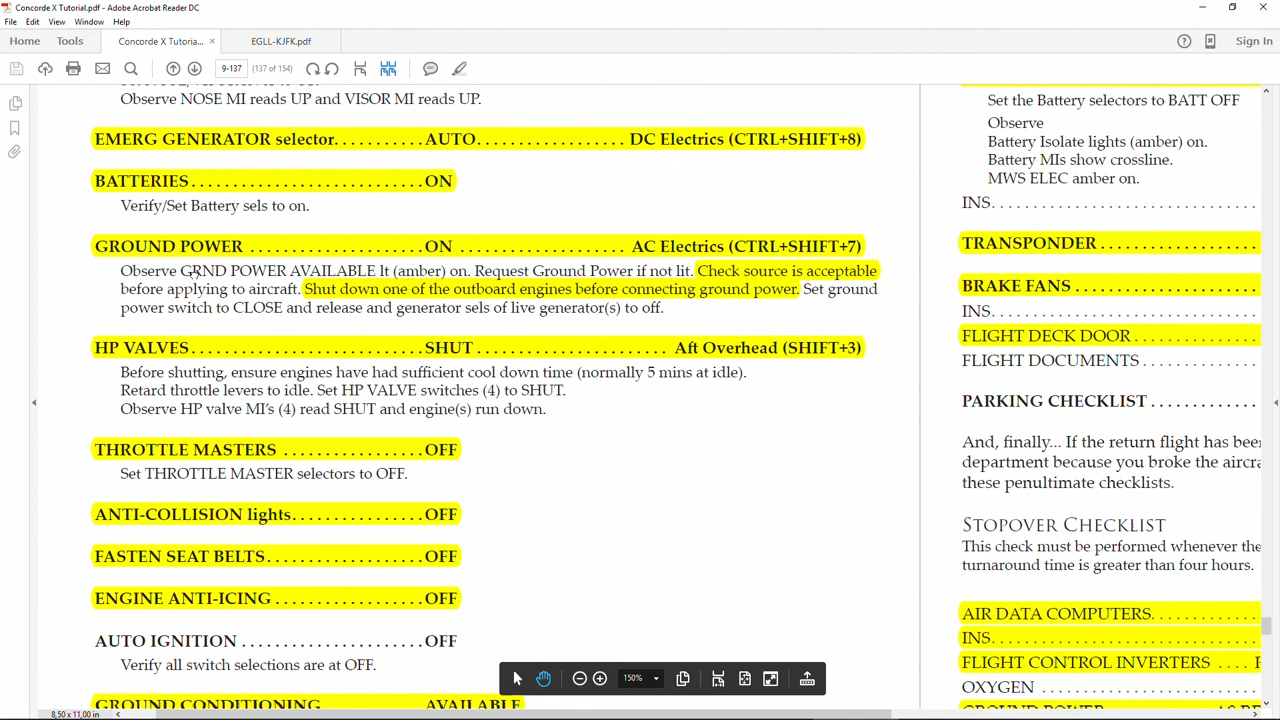 Concorde X Tutorial.pdf - Adobe Acrobat Reader DC
File Edit View Window Help
Home Tools Concorde X Tutoria... × EGLL-KJFK.pdf Sign In
9-137 (137 of 154)
Observe NOSE MI reads UP and VISOR MI reads UP.
EMERG GENERATOR selector. . . . . . . . . . .AUTO. . . . . . . . . . . . . . . . . DC Electrics (CTRL+SHIFT+8)
BATTERIES. . . . . . . . . . . . . . . . . . . . . . . . . . . .ON
Verify/Set Battery sels to on.
GROUND POWER . . . . . . . . . . . . . . . . . . . . .ON . . . . . . . . . . . . . . . . . . . . AC Electrics (CTRL+SHIFT+7)
Observe GRND POWER AVAILABLE lt (amber) on. Request Ground Power if not lit. Check source is acceptable
before applying to aircraft. Shut down one of the outboard engines before connecting ground power. Set ground
power switch to CLOSE and release and generator sels of live generator(s) to off.
HP VALVES. . . . . . . . . . . . . . . . . . . . . . . . . . . .SHUT . . . . . . . . . . . . . . . . . . . . . . . Aft Overhead (SHIFT+3)
Before shutting, ensure engines have had sufficient cool down time (normally 5 mins at idle).
Retard throttle levers to idle. Set HP VALVE switches (4) to SHUT.
Observe HP valve MI's (4) read SHUT and engine(s) run down.
THROTTLE MASTERS . . . . . . . . . . . . . . . . .OFF
Set THROTTLE MASTER selectors to OFF.
ANTI-COLLISION lights. . . . . . . . . . . . . . . .OFF
FASTEN SEAT BELTS. . . . . . . . . . . . . . . . . . .OFF
ENGINE ANTI-ICING . . . . . . . . . . . . . . . . . .OFF
AUTO IGNITION . . . . . . . . . . . . . . . . . . . . . .OFF
Verify all switch selections are at OFF.
GROUND CONDITIONING AVAILABLE
Set the Battery selectors to BATT OFF
Observe
Battery Isolate lights (amber) on.
Battery MIs show crossline.
MWS ELEC amber on.
INS. . . . . . . . . . . . . . . . . . . . . . . . . . . . . . . .
TRANSPONDER . . . . . . . . . . . . . . . . . . .
BRAKE FANS . . . . . . . . . . . . . . . . . . . . . .
INS. . . . . . . . . . . . . . . . . . . . . . . . . . . . . . . .
FLIGHT DECK DOOR . . . . . . . . . . . . . . .
FLIGHT DOCUMENTS . . . . . . . . . . . . . .
PARKING CHECKLIST . . . . . . . . . . . . .
And, finally... If the return flight has been
department because you broke the aircra
these penultimate checklists.
STOPOVER CHECKLIST
This check must be performed whenever the
turnaround time is greater than four hours.
AIR DATA COMPUTERS. . . . . . . . . . . . .
INS. . . . . . . . . . . . . . . . . . . . . . . . . . . . . . . .
FLIGHT CONTROL INVERTERS . . . .
OXYGEN . . . . . . . . . . . . . . . . . . . . . . . . . .
GROUND POWER
150%
8,50 x 11,00 in